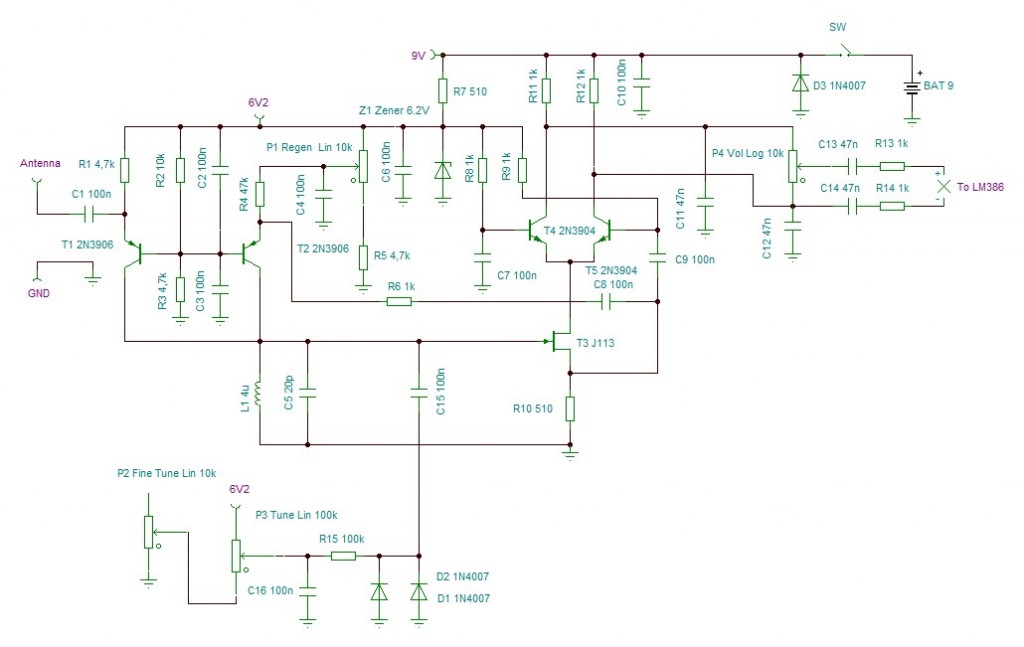 SW
9V
R7 510
R11 1k
R12 1k
C10 100n
D3 1N4007
+
BAT 9
6V2
Z1 Zener 6.2V
Antenna
R1 4,7k
R2 10k
C2 100n
R4 47k
P1 Regen Lin 10k
C4 100n
C6 100n
R8 1k
R9 1k
C11 47n
P4 Vol Log 10k
C13 47n
R13 1k
C1 100n
C14 47n
R14 1k
+
-
To LM386
T1 2N3906
T2 2N3906
R5 4,7k
T4 2N3904
T5 2N3904
C12 47n
GND
R3 4,7k
C3 100n
R6 1k
C7 100n
C8 100n
C9 100n
T3 J113
L1 4u
C5 20p
C15 100n
R10 510
P2 Fine Tune Lin 10k
6V2
P3 Tune Lin 100k
R15 100k
C16 100n
D2 1N4007
D1 1N4007